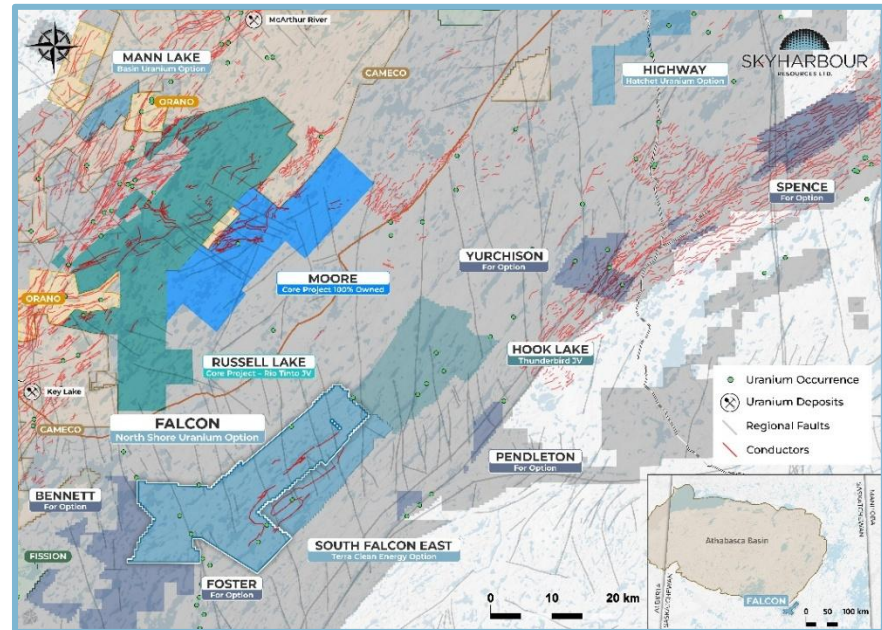 McArthur River
MANN LAKE
Basin Uranium Option
CAMECO
HIGHWAY
Hatchet Uranium Option
SKYHARBOUR
RESOURCES LTD.
ORANO
SPENCE
For Option
YURCHISON
For Option
MOORE
Core Project 100% Owned
ORANO
RUSSELL LAKE
Core Project – Rio Tinto JV
HOOK LAKE
Thunderbird JV
Key Lake
FALCON
North Shore Uranium Option
CAMECO
Uranium Occurrence
Uranium Deposits
Regional Faults
Conductors
PENDLETON
For Option
BENNETT
For Option
SOUTH FALCON EAST
Terra Clean Energy Option
FISSION
FOSTER
For Option
0 10 20 km
SASKATCHEWAN
MANITOBA
Athabasca Basin
ALBERTA
SASKATCHEWAN
FALCON
0 50 100 km